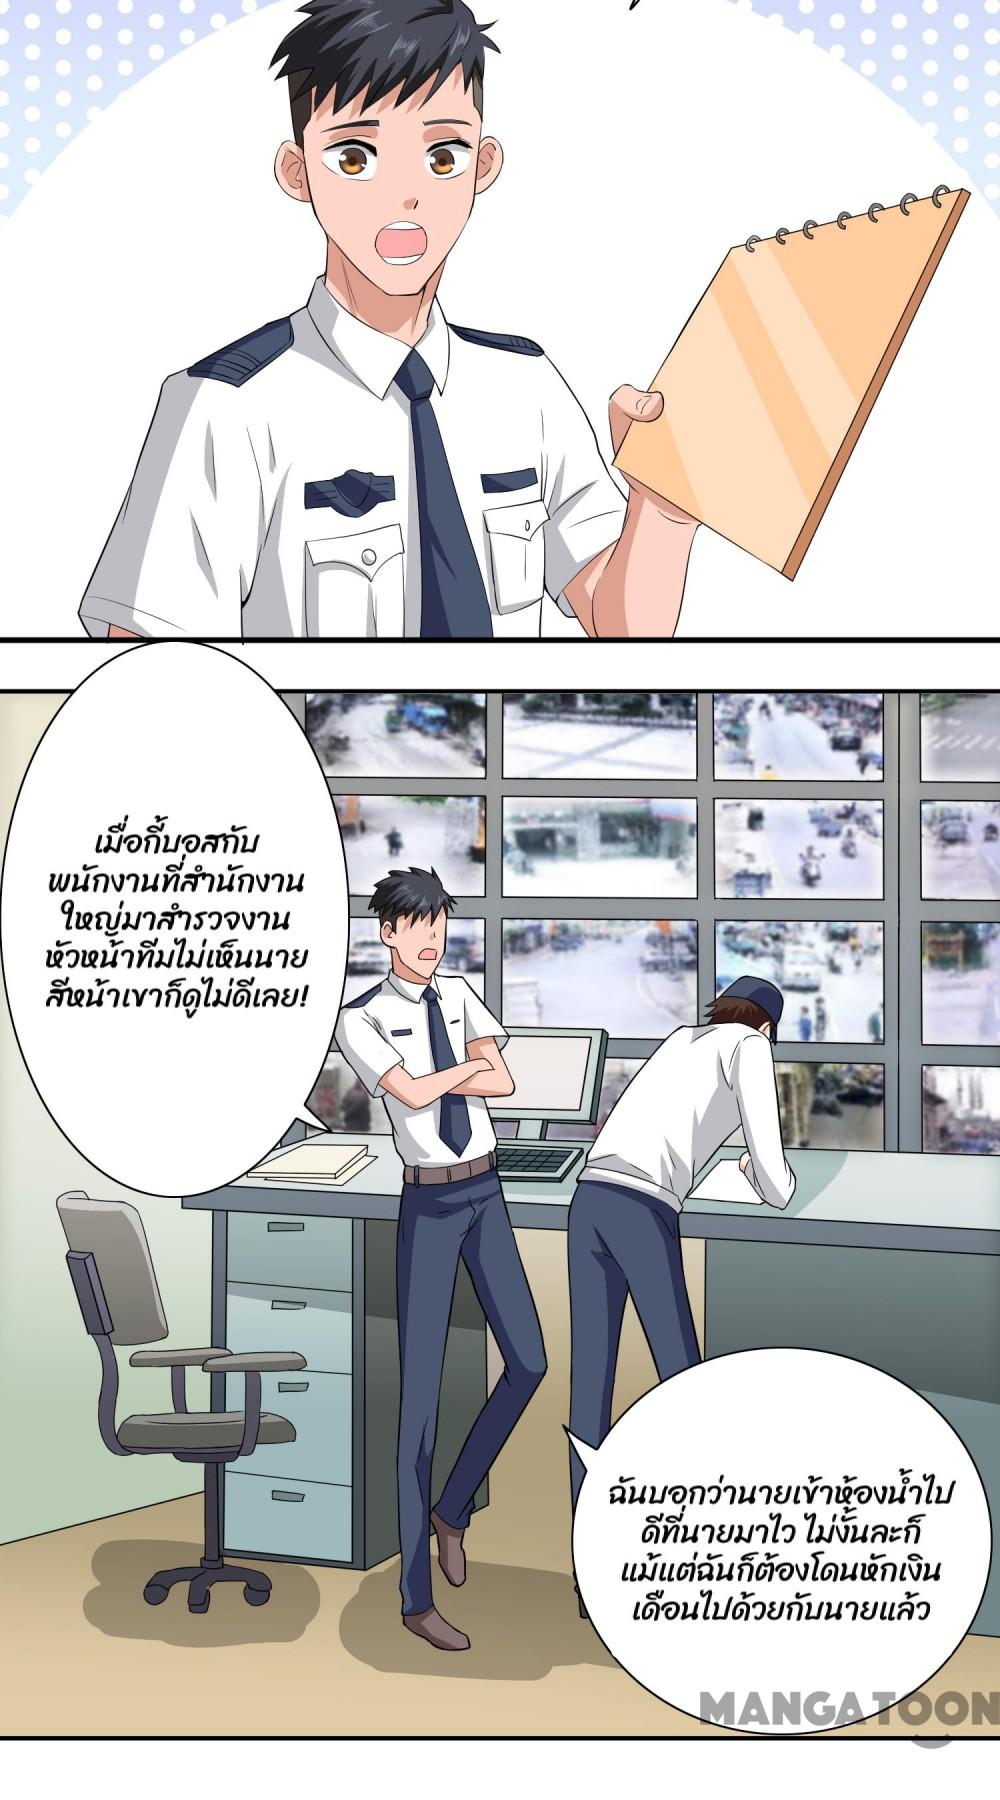 เมื่อกี้บอสกับ
พนักงานที่สำนักงาน
ใหญ่มาสำรวจงาน
หัวหน้าทีมไม่เห็นนาย
สีหน้าเขาก็ดูไม่ดีเลย!
ฉันบอกว่านายเข้าห้องน้ำไป
ดีที่นายมาไว ไม่งั้นละก็
แม้แต่ฉันก็ต้องโดนหักเงิน
เดือนไปด้วยกับนายแล้ว
MANGATOON